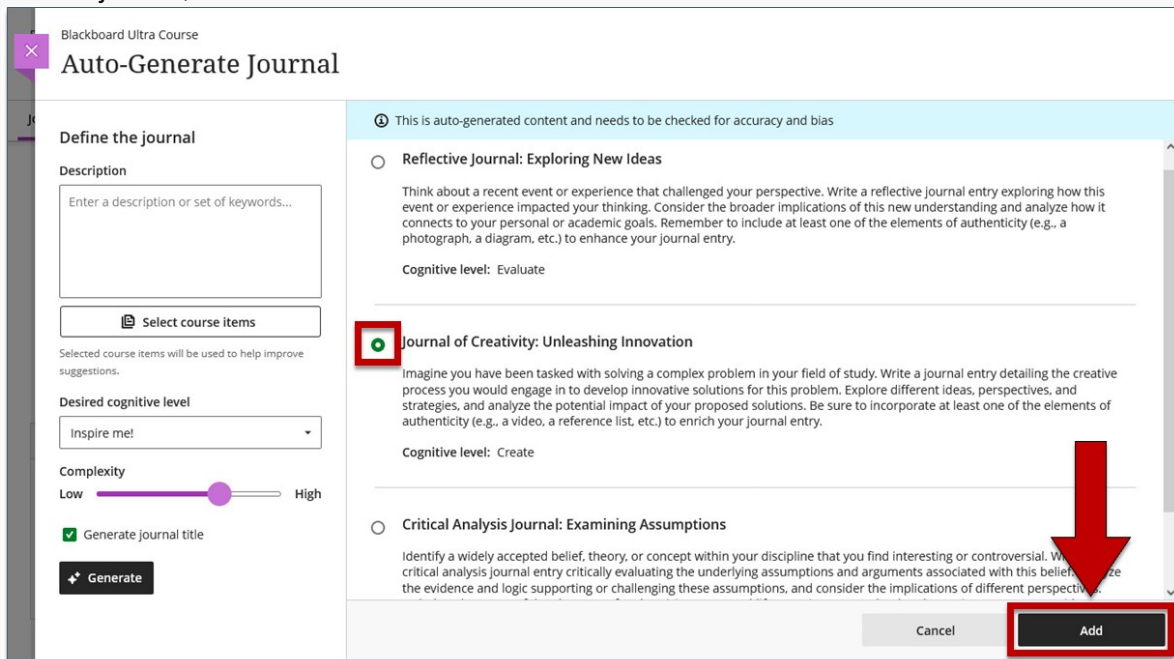 Blackboard Ultra Course
Auto-Generate Journal
Define the journal
Description
Enter a description or set of keywords...
Select course items
Selected course items will be used to help improve
suggestions.
Desired cognitive level
Inspire me!
Complexity
Low
High
Generate journal title
Generate
This is auto-generated content and needs to be checked for accuracy and bias
Reflective Journal: Exploring New Ideas
Think about a recent event or experience that challenged your perspective. Write a reflective journal entry exploring how this
event or experience impacted your thinking. Consider the broader implications of this new understanding and analyze how it
connects to your personal or academic goals. Remember to include at least one of the elements of authenticity (e.g., a
photograph, a diagram, etc.) to enhance your journal entry.
Cognitive level: Evaluate
Journal of Creativity: Unleashing Innovation
Imagine you have been tasked with solving a complex problem in your field of study. Write a journal entry detailing the creative
process you would engage in to develop innovative solutions for this problem. Explore different ideas, perspectives, and
strategies, and analyze the potential impact of your proposed solutions. Be sure to incorporate at least one of the elements of
authenticity (e.g., a video, a reference list, etc.) to enrich your journal entry.
Cognitive level: Create
Critical Analysis Journal: Examining Assumptions
Identify a widely accepted belief, theory, or concept within your discipline that you find interesting or controversial.
critical analysis journal entry critically evaluating the underlying assumptions and arguments associated with this belief.
the evidence and logic supporting or challenging these assumptions, and consider the implications of different
Cancel
Add